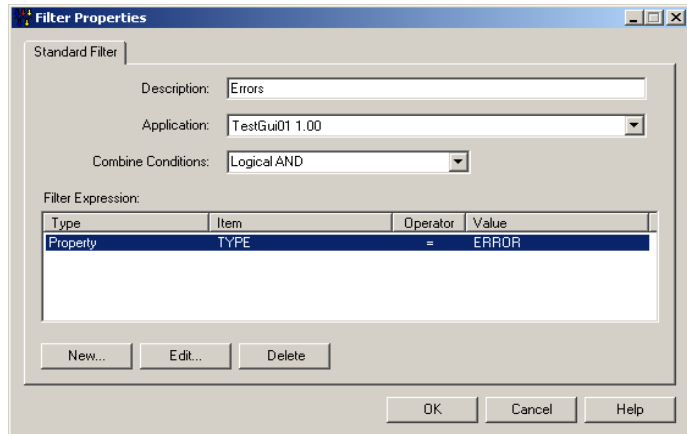 Filter Properties
Standard Filter
Description: Errors
Application: TestGui01 1.00
Combine Conditions: Logical AND
Filter Expression:
Type Item Operator Value
Property TYPE = ERROR
New... Edit... Delete
OK Cancel Help